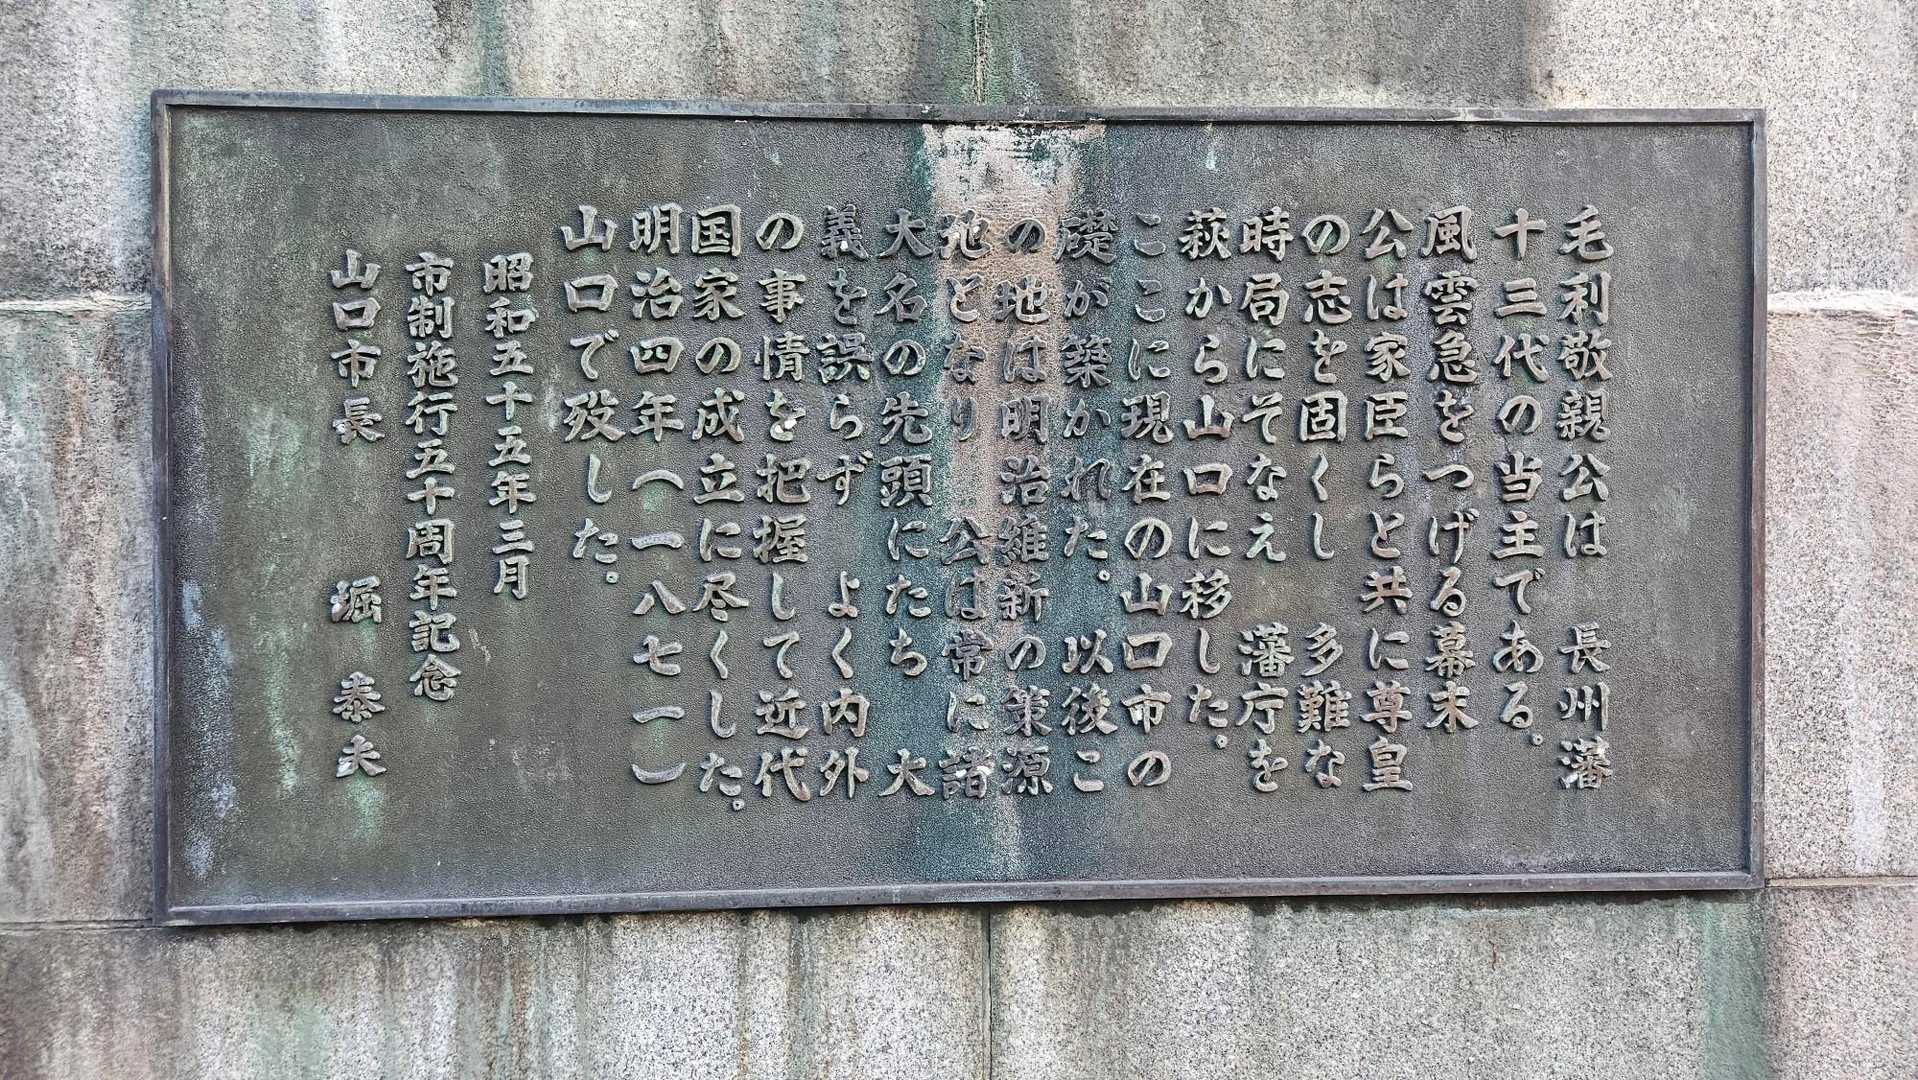 毛利敬親公は　長州藩
十三代の当主である。
風雲急をつげる幕末
公は家臣らと共に尊皇
の志を固くし　多難な
時局にそなえ　藩庁を
萩から山口に移した。
ここに現在の山口市の
礎が築かれた。以後こ
の地は明治維新の策源
地となり　公は常に諸
大名の先頭にたち　大
義を誤らず　よく内外
の事情を把握して近代
国家の成立に尽くした。
明治四年（一八七一）
山口で歿した。
昭和五十五年三月
市制施行五十周年記念
山口市長　堀　泰夫